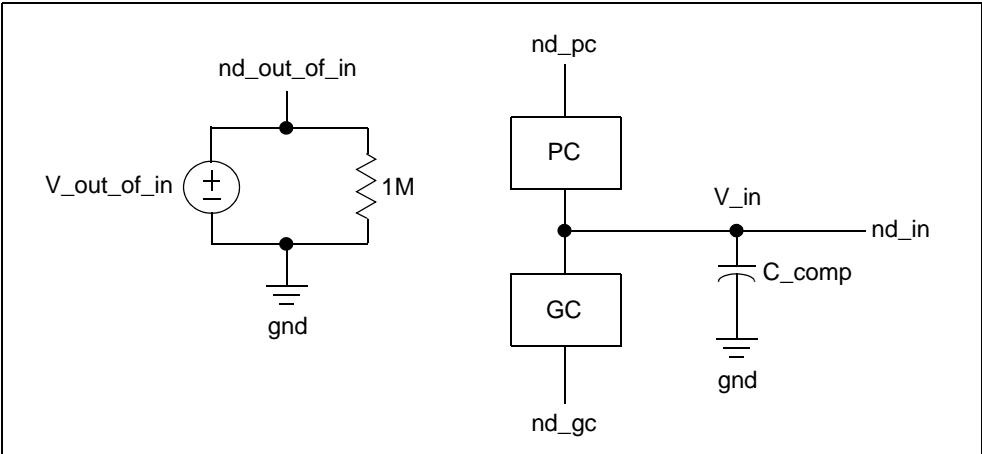 nd_out_of_in
V_out_of_in
+
−
1M
gnd
nd_pc
PC
V_in
nd_in
C_comp
GC
gnd
nd_gc